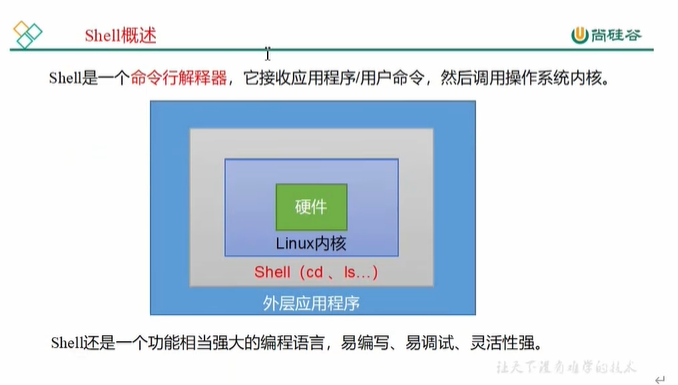 Shell概述
尚硅谷
Shell是一个命令行解释器，它接收应用程序/用户命令，然后调用操作系统内核。
硬件
Linux内核
Shell（cd 、ls…）
外层应用程序
Shell还是一个功能相当强大的编程语言，易编写、易调试、灵活性强。
让天下没有难学的技术